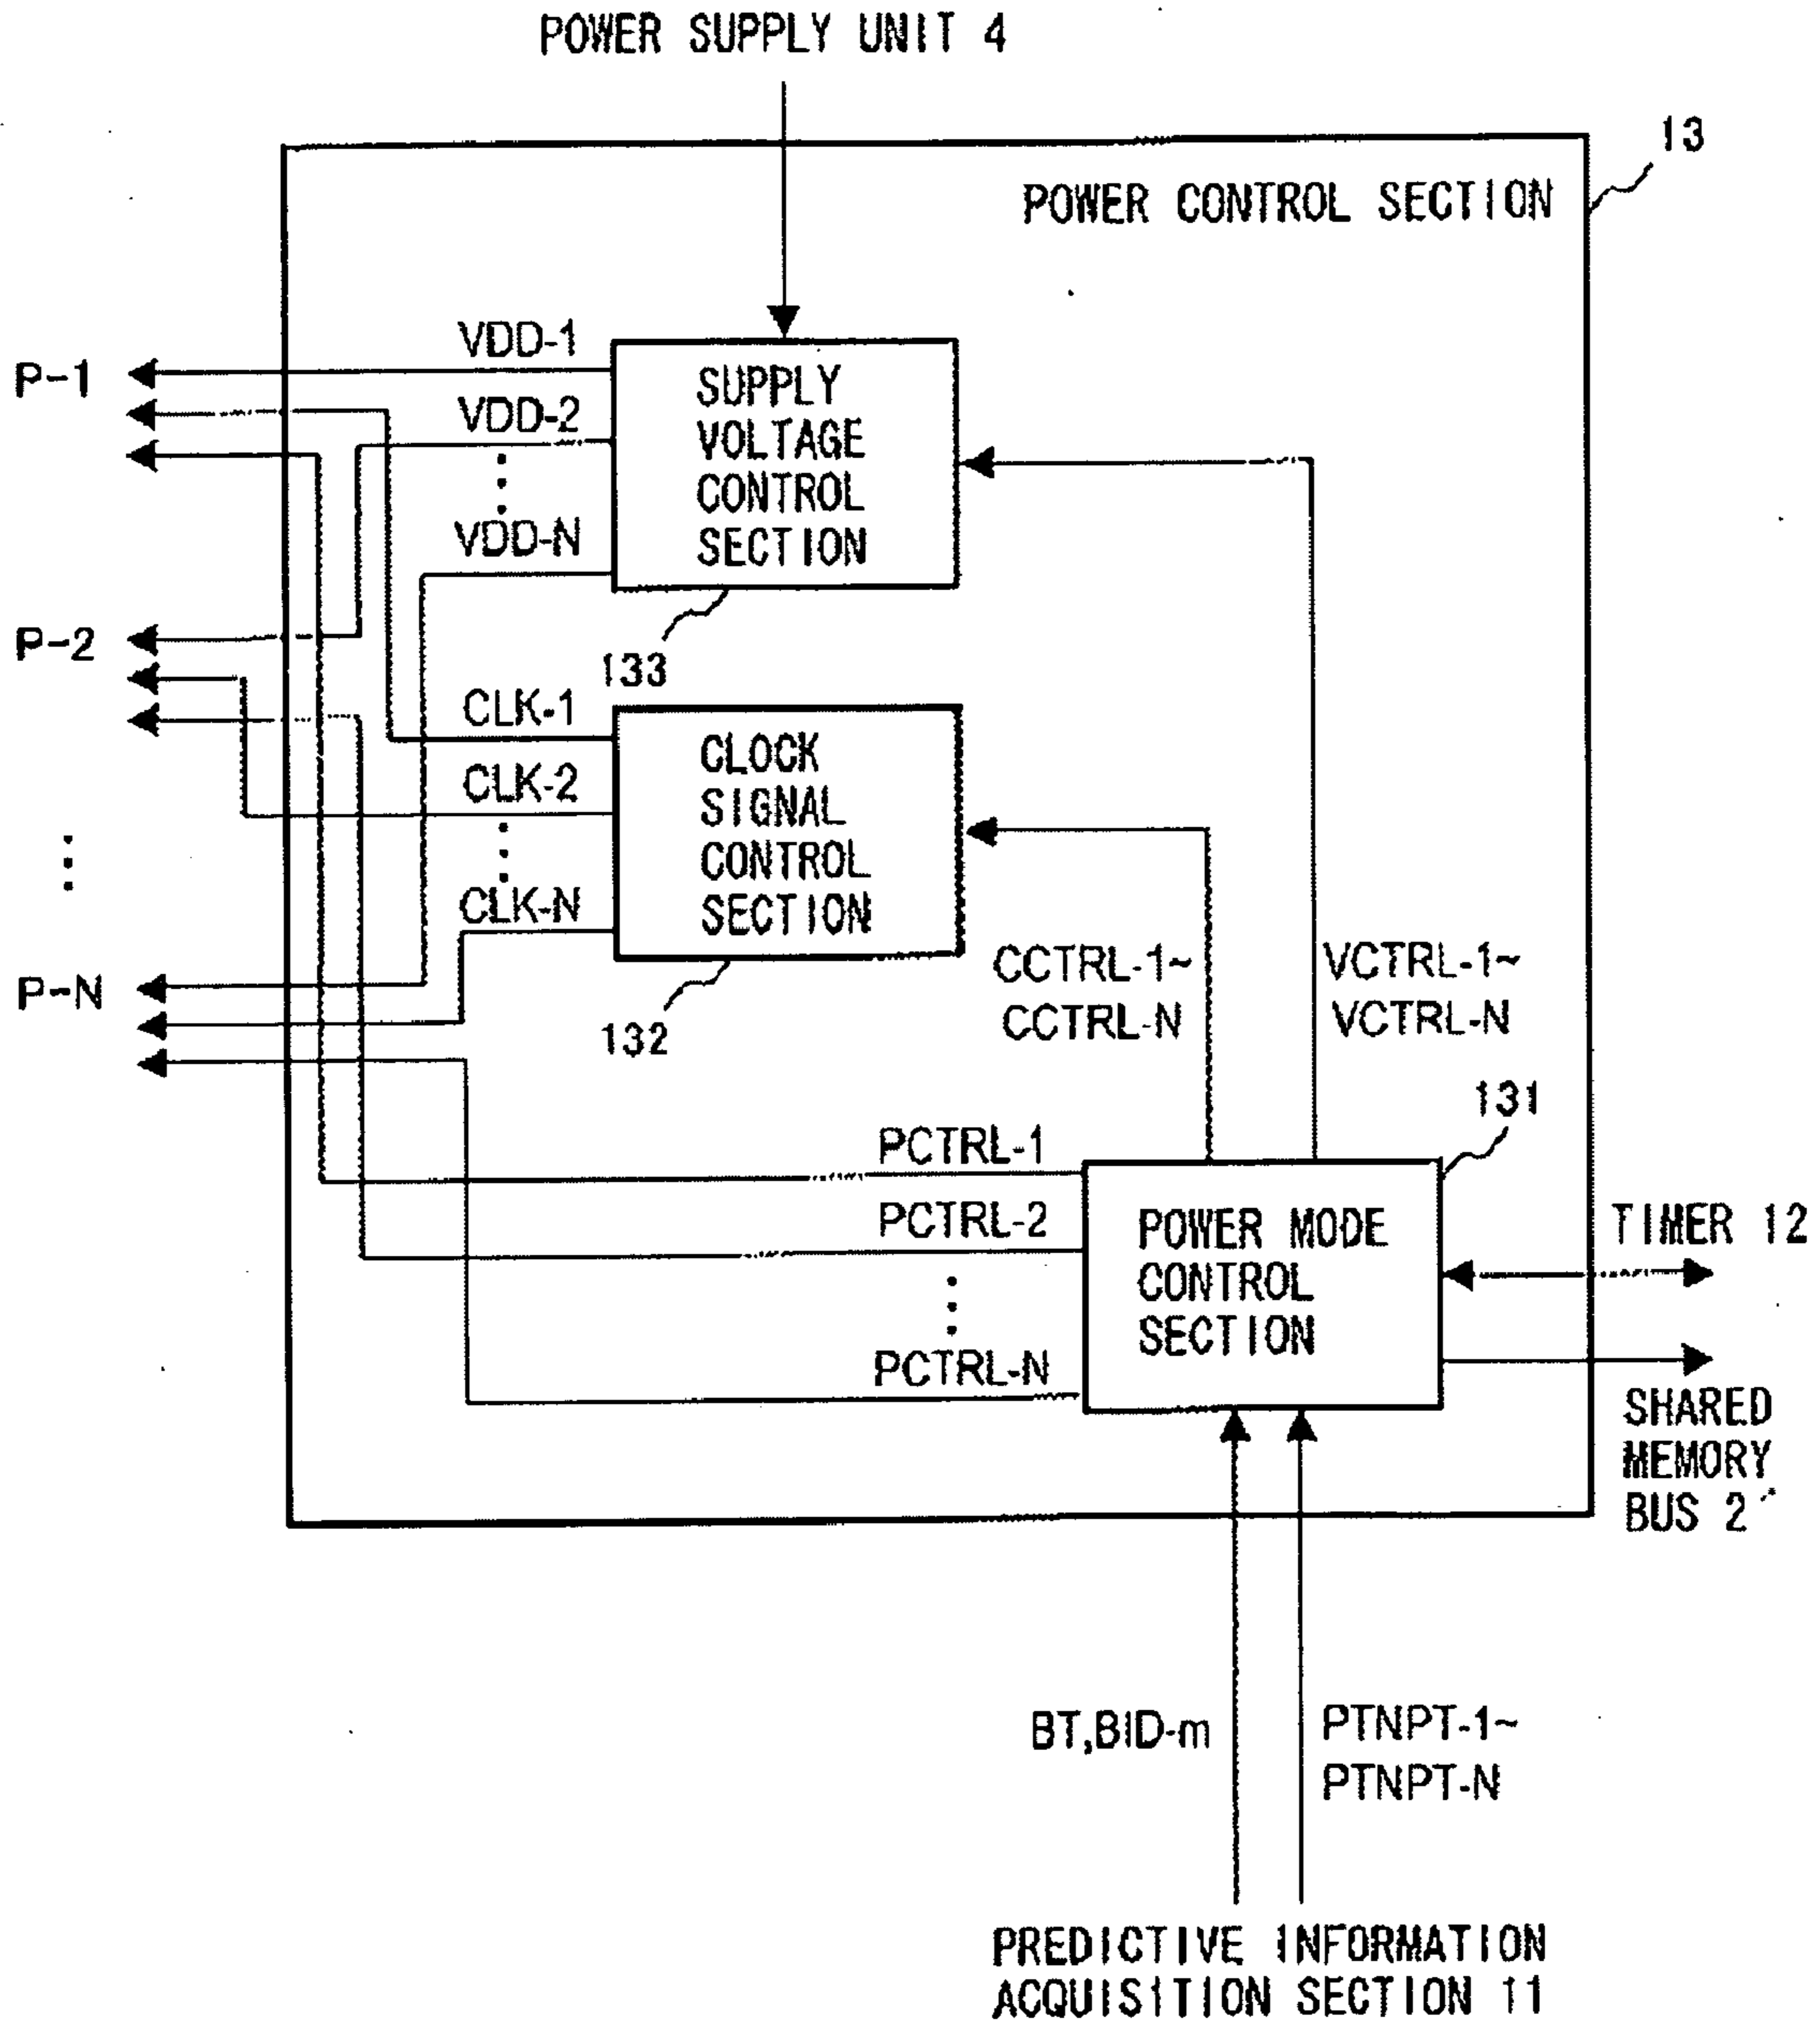 POWER SUPPLY UNIT 4
13
POWER CONTROL SECTION
P-1
VDD-1
VDD-2
VDD-N
SUPPLY
VOLTAGE
CONTROL
SECTION
133
P-2
CLK-1
CLK-2
CLK-N
CLOCK
SIGNAL
CONTROL
SECTION
132
P-N
CCTRL-1~
CCTRL-N
VCTRL-1~
VCTRL-N
131
PCTRL-1
PCTRL-2
PCTRL-N
POWER MODE
CONTROL
SECTION
TIMER 12
SHARED
MEMORY
BUS 2
BT,BID-m
PTNPT-1~
PTNPT-N
PREDICTIVE INFORMATION
ACQUISITION SECTION 11